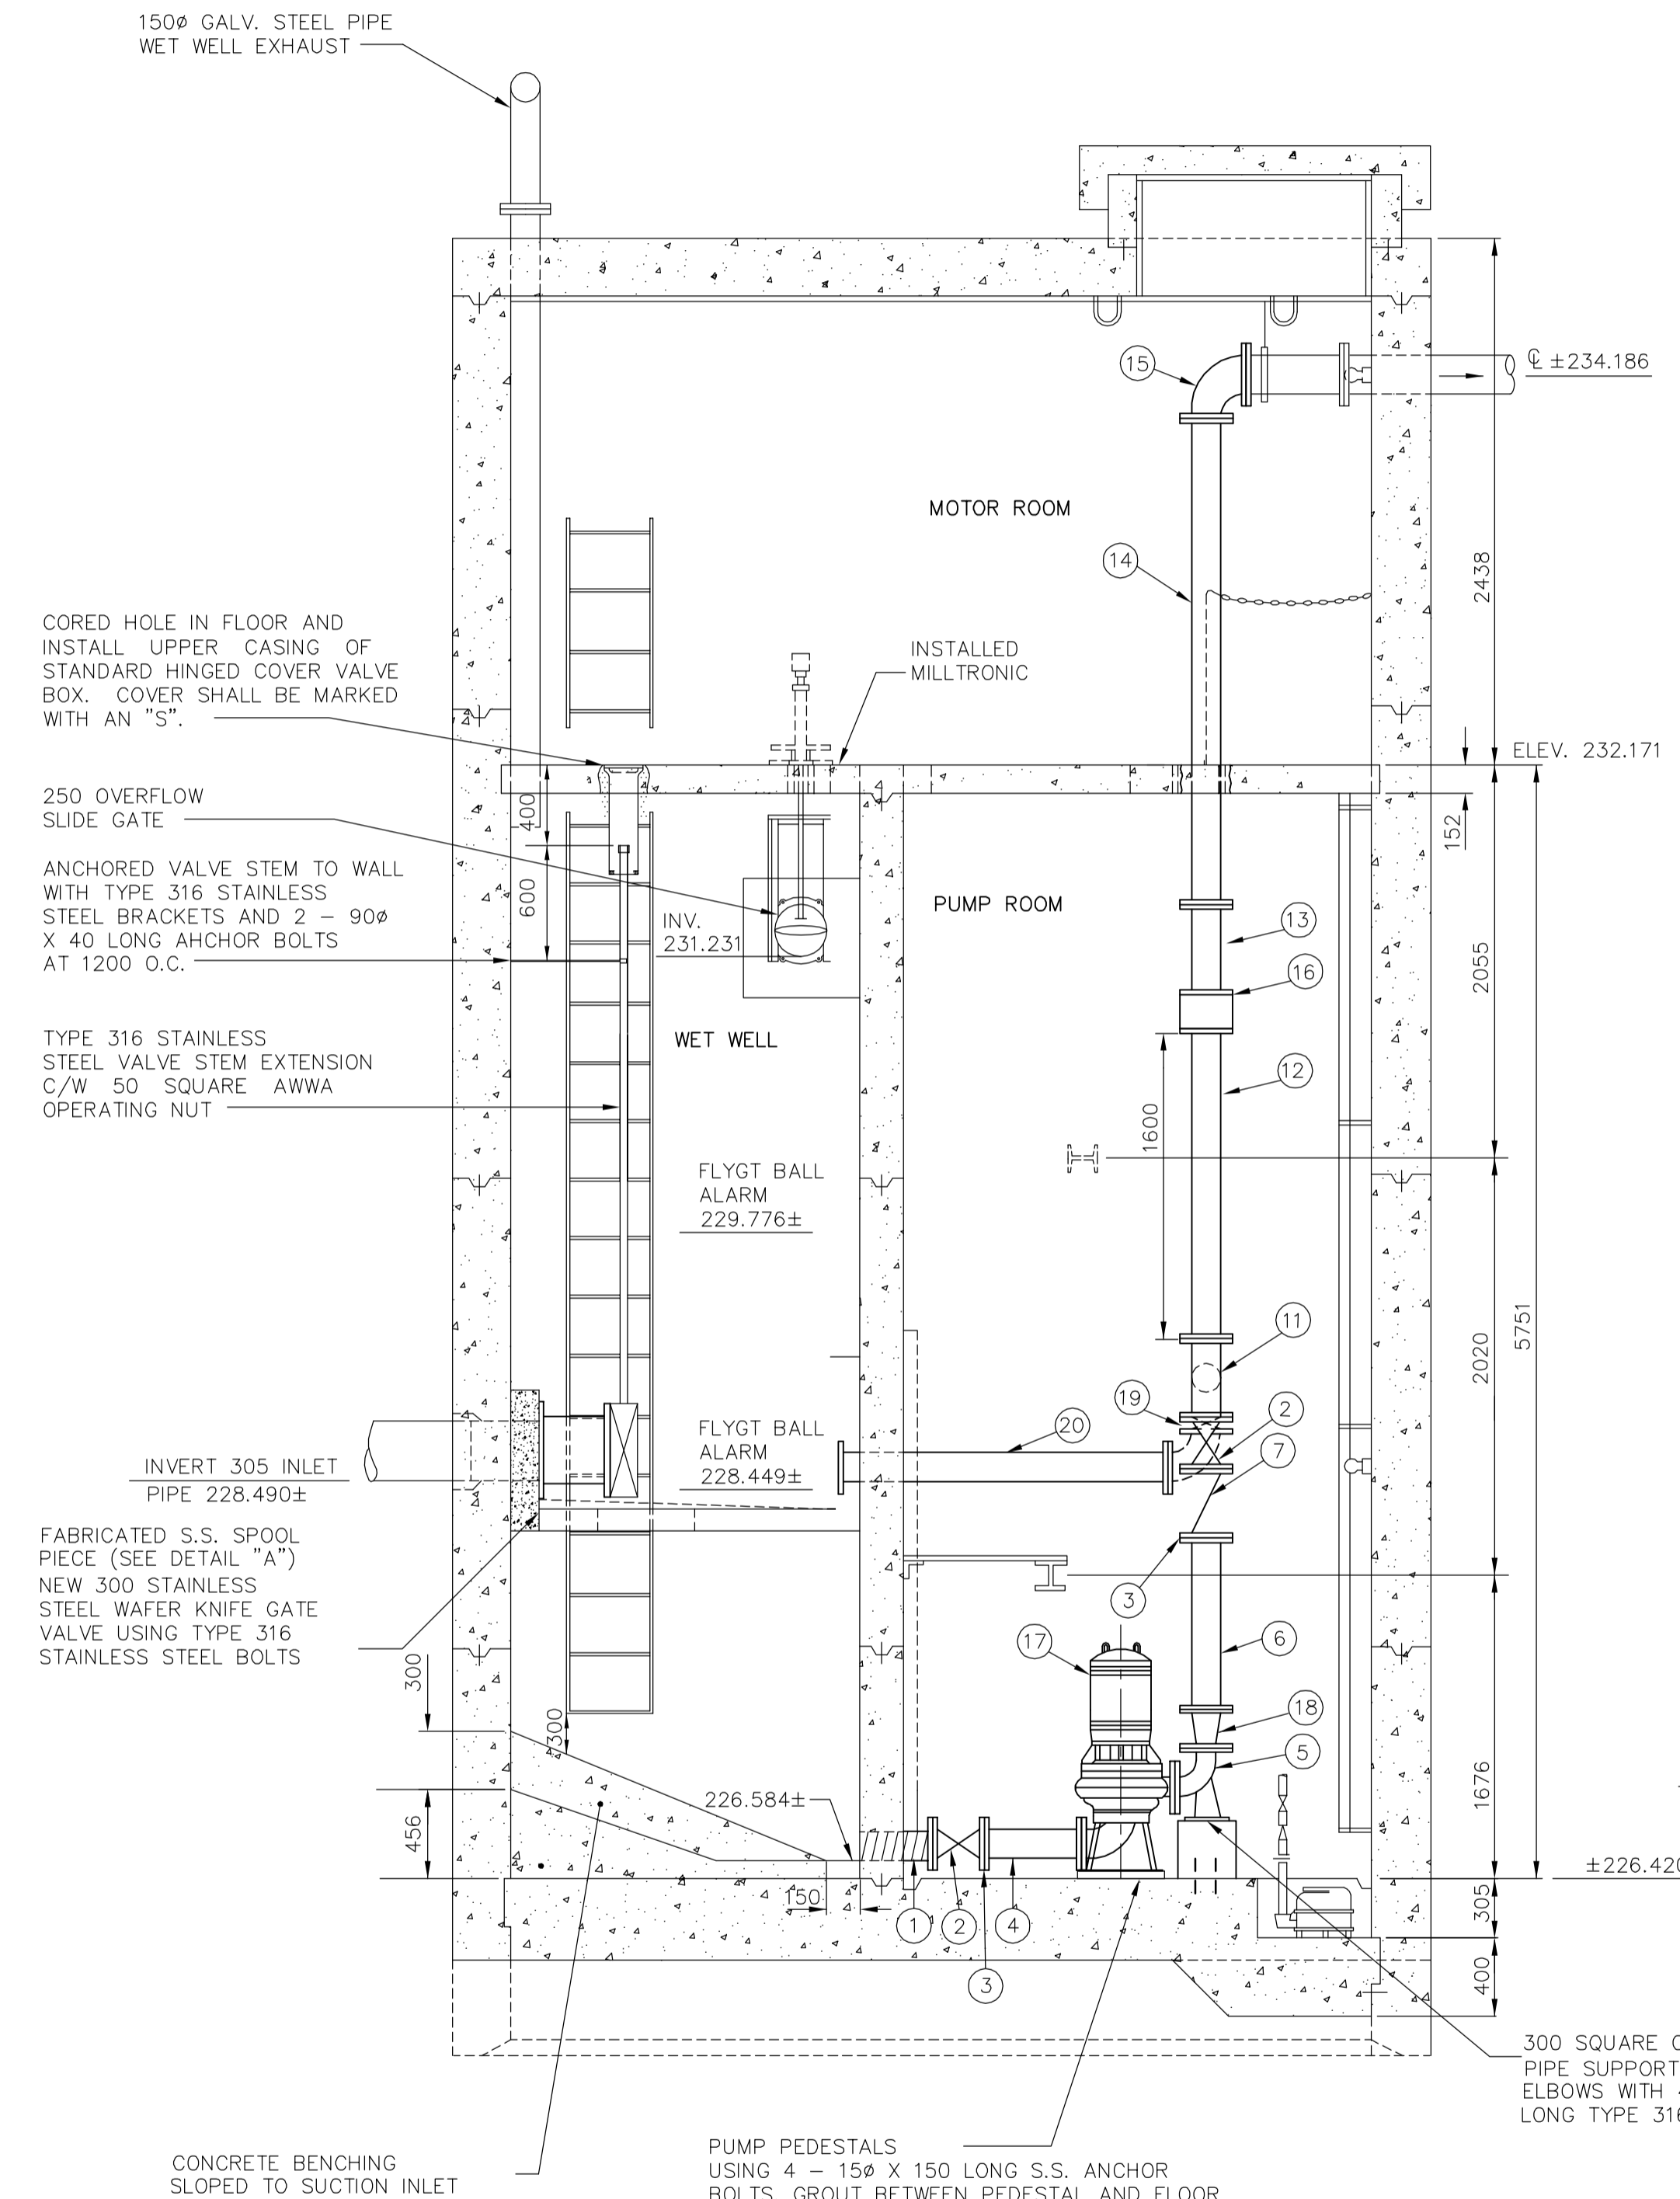 150ø GALV. STEEL PIPE
WET WELL EXHAUST
15
℄ ±234.186
MOTOR ROOM
14
2438
CORED HOLE IN FLOOR AND
INSTALL UPPER CASING OF
STANDARD HINGED COVER VALVE
BOX. COVER SHALL BE MARKED
WITH AN "S".
INSTALLED
MILLTRONIC
ELEV. 232.171
250 OVERFLOW
SLIDE GATE
400
152
ANCHORED VALVE STEM TO WALL
WITH TYPE 316 STAINLESS
STEEL BRACKETS AND 2 – 90ø
X 40 LONG AHCHOR BOLTS
AT 1200 O.C.
600
INV.
231.231
PUMP ROOM
13
16
2055
TYPE 316 STAINLESS
STEEL VALVE STEM EXTENSION
C/W 50 SQUARE AWWA
OPERATING NUT
WET WELL
12
1600
FLYGT BALL
ALARM
229.776±
11
2020
5751
19
2
20
7
FLYGT BALL
ALARM
228.449±
INVERT 305 INLET
PIPE 228.490±
FABRICATED S.S. SPOOL
PIECE (SEE DETAIL "A")
NEW 300 STAINLESS
STEEL WAFER KNIFE GATE
VALVE USING TYPE 316
STAINLESS STEEL BOLTS
3
17
6
300
300
18
5
226.584±
456
1676
±226.420
150
1
2
4
3
305
400
300 SQUARE
PIPE SUPPORT
ELBOWS WITH
LONG TYPE 316
CONCRETE BENCHING
SLOPED TO SUCTION INLET
PUMP PEDESTALS
USING 4 – 15ø X 150 LONG S.S. ANCHOR
BOLTS. GROUT BETWEEN PEDESTAL AND FLOOR